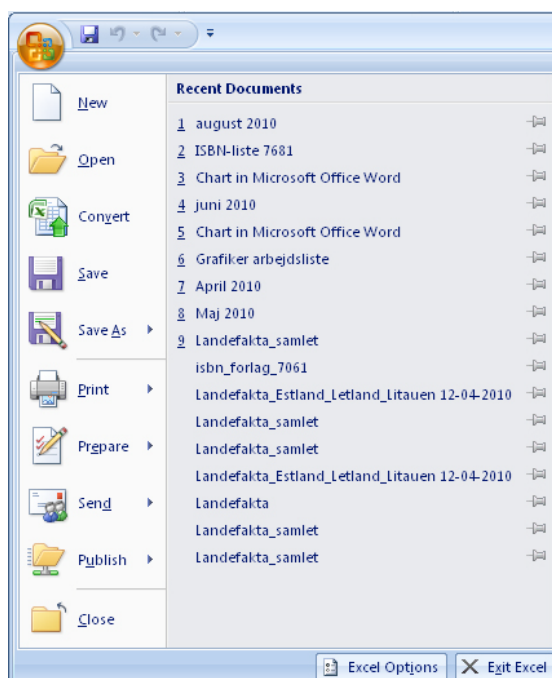 New
Open
Convert
Save
Save As
Print
Prepare
Send
Publish
Close
Recent Documents
1 august 2010
2 ISBN-liste 7681
3 Chart in Microsoft Office Word
4 juni 2010
5 Chart in Microsoft Office Word
6 Grafiker arbejdsliste
7 April 2010
8 Maj 2010
9 Landefakta_samlet
isbn_forlag_7061
Landefakta_Estland_Letland_Litauen 12-04-2010
Landefakta_samlet
Landefakta_samlet
Landefakta_Estland_Letland_Litauen 12-04-2010
Landefakta
Landefakta_samlet
Landefakta_samlet
Excel Options
Exit Excel